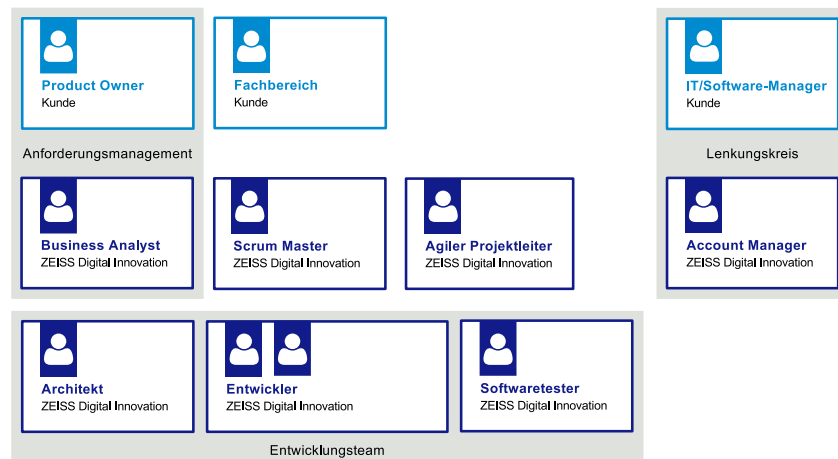 Product Owner
Kunde
Fachbereich
Kunde
IT/Software-Manager
Kunde
Anforderungsmanagement
Lenkungskreis
Business Analyst
ZEISS Digital Innovation
Scrum Master
ZEISS Digital Innovation
Agiler Projektleiter
ZEISS Digital Innovation
Account Manager
ZEISS Digital Innovation
Architekt
ZEISS Digital Innovation
Entwickler
ZEISS Digital Innovation
Softwaretester
ZEISS Digital Innovation
Entwicklungsteam